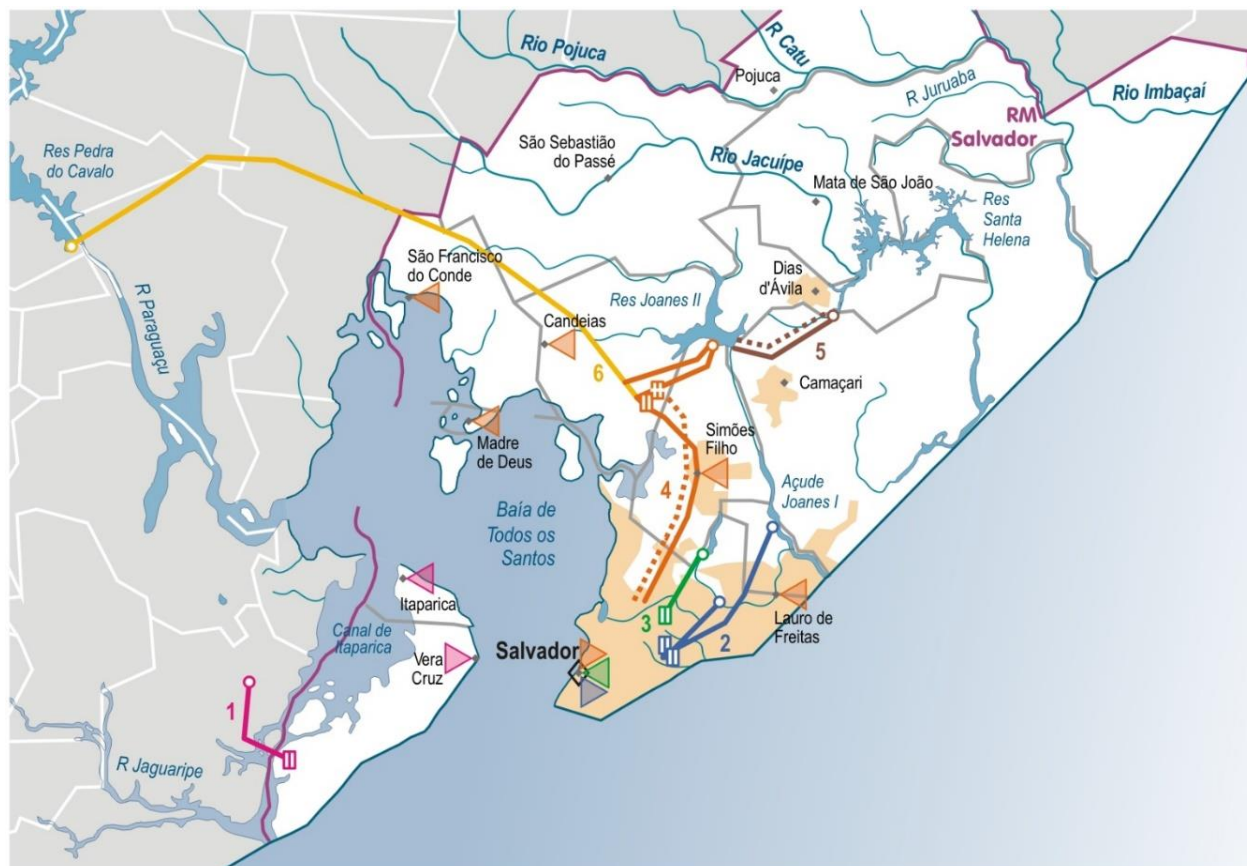 R Catu
Rio Pojuca
Pojuca
R Juruaba
Rio Imbaçaí
RM
Salvador
São Sebastião
do Passé
Rio Jacuípe
Res Pedra
do Cavalo
Mata de São João
Res
Santa
Helena
São Francisco
do Conde
Dias
d'Ávila
Res Joanes II
R Paraguaçu
Candeias
5
6
Camaçari
Madre
de Deus
Simões
Filho
4
Açude
Joanes I
Baía de
Todos os
Santos
Itaparica
3
Lauro de
Freitas
Canal de
Itaparica
2
Salvador
Vera
Cruz
1
R Jaguaripe